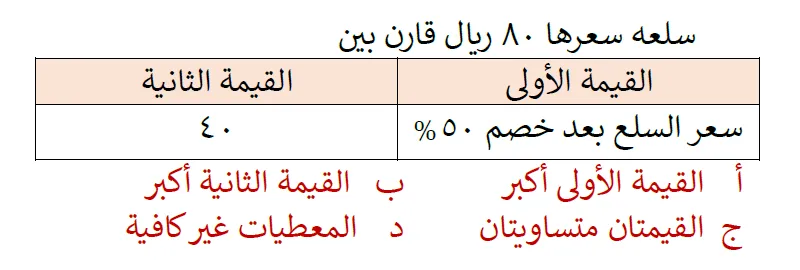 سلعه سعرها ٨٠ ريال قارن بين
القيمة الأولى القيمة الثانية
سعر السلع بعد خصم ٥٠% ٤٠
أ القيمة الأولى أكبر ب القيمة الثانية أكبر
ج القيمتان متساويتان د المعطيات غير كافية